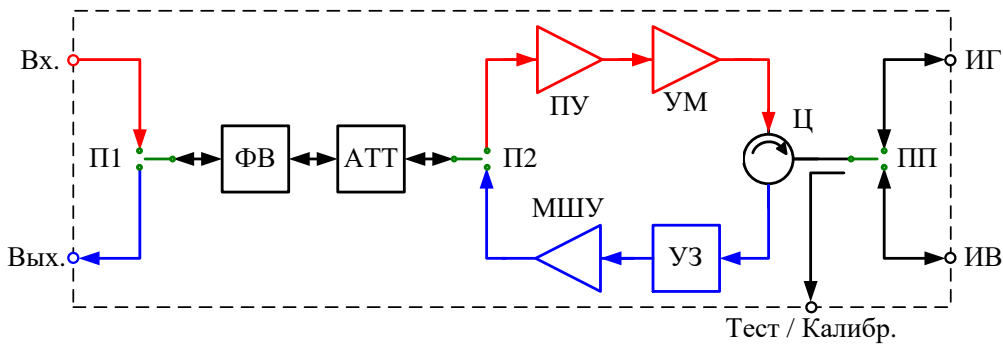 Вх.
ПУ
УМ
Ц
ИГ
П1
ФВ
АТТ
П2
ПП
МШУ
УЗ
Вых.
ИВ
Тест / Калибр.